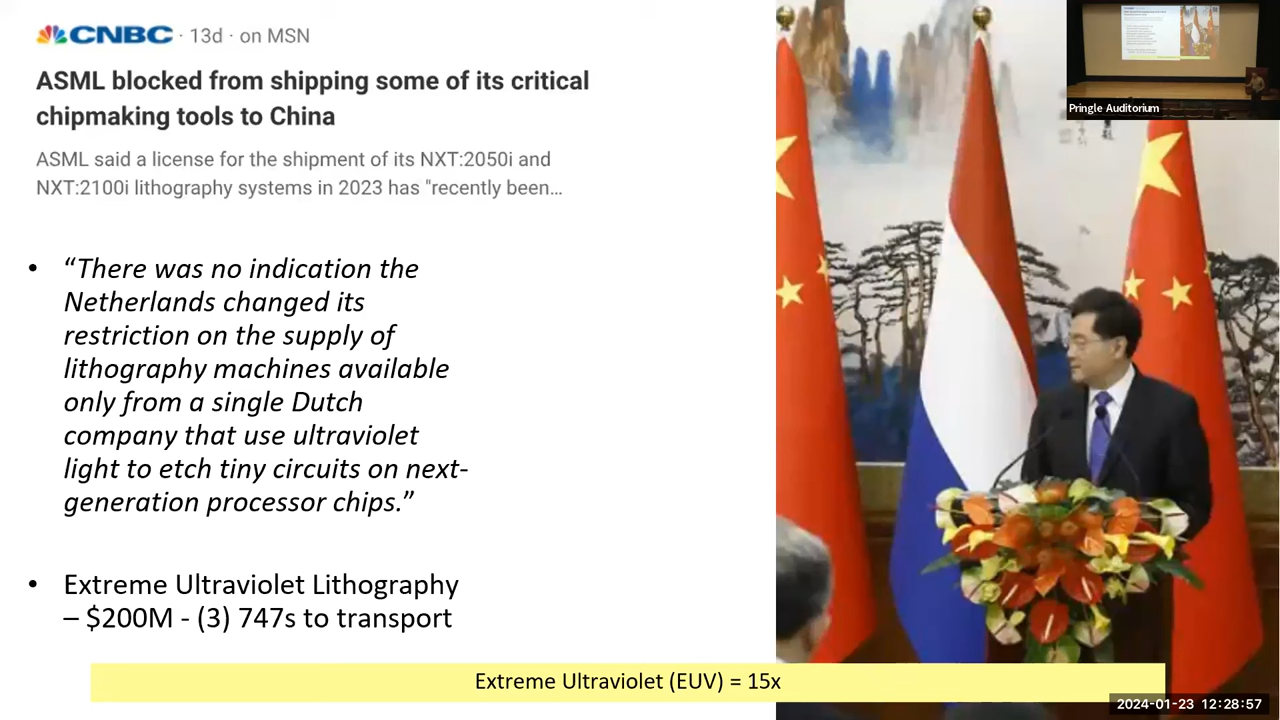 CNBC · 13d · on MSN
ASML blocked from shipping some of its critical
chipmaking tools to China
ASML said a license for the shipment of its NXT:2050i and
NXT:2100i lithography systems in 2023 has "recently been...
• “There was no indication the
Netherlands changed its
restriction on the supply of
lithography machines available
only from a single Dutch
company that use ultraviolet
light to etch tiny circuits on next-
generation processor chips.”
• Extreme Ultraviolet Lithography
– $200M - (3) 747s to transport
Extreme Ultraviolet (EUV) = 15x
Pringle Auditorium
2024-01-23 12:28:57